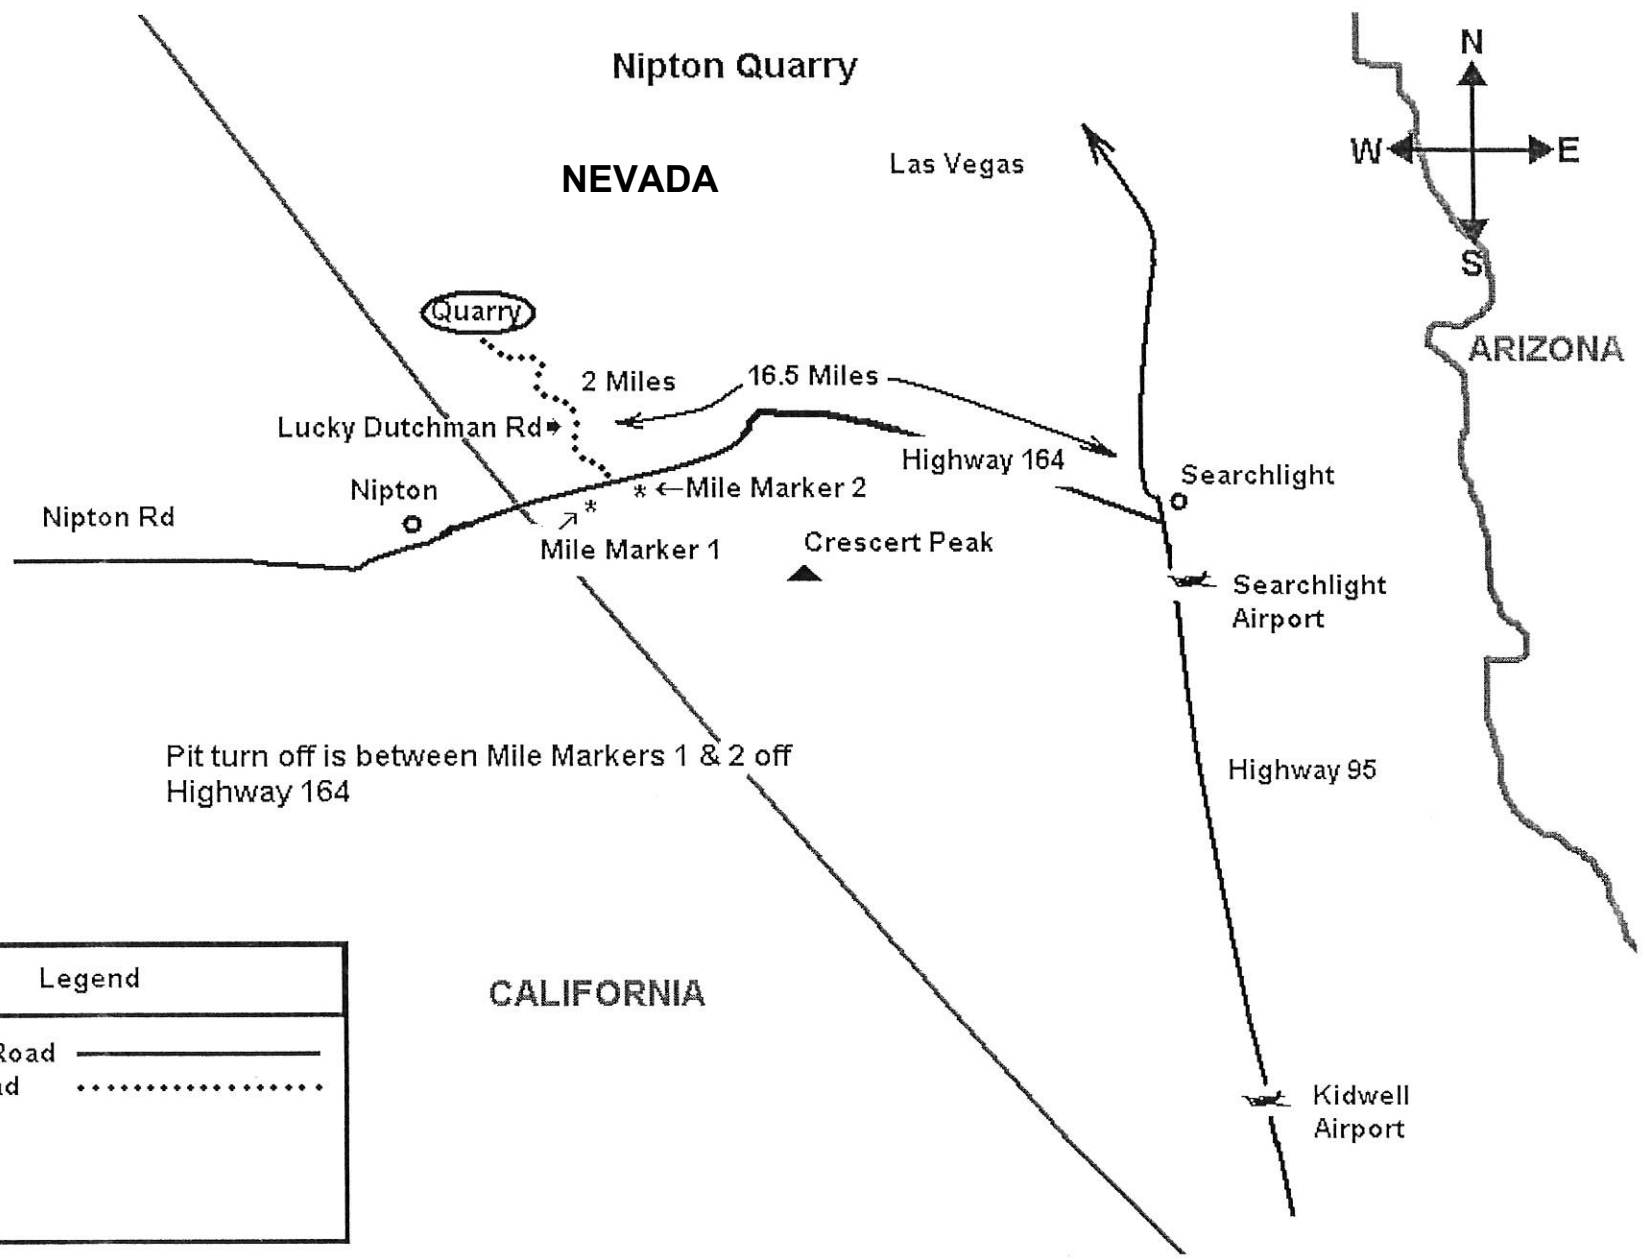 Nipton Quarry
N
W
E
S
Las Vegas
NEVADA
Quarry
ARIZONA
2 Miles
16.5 Miles
Lucky Dutchman Rd
Highway 164
Searchlight
Nipton
Mile Marker 2
Nipton Rd
Mile Marker 1
Crescert Peak
Searchlight
Airport
Pit turn off is between Mile Markers 1 & 2 off
Highway 164
Highway 95
Legend
CALIFORNIA
Road
Kidwell
Airport